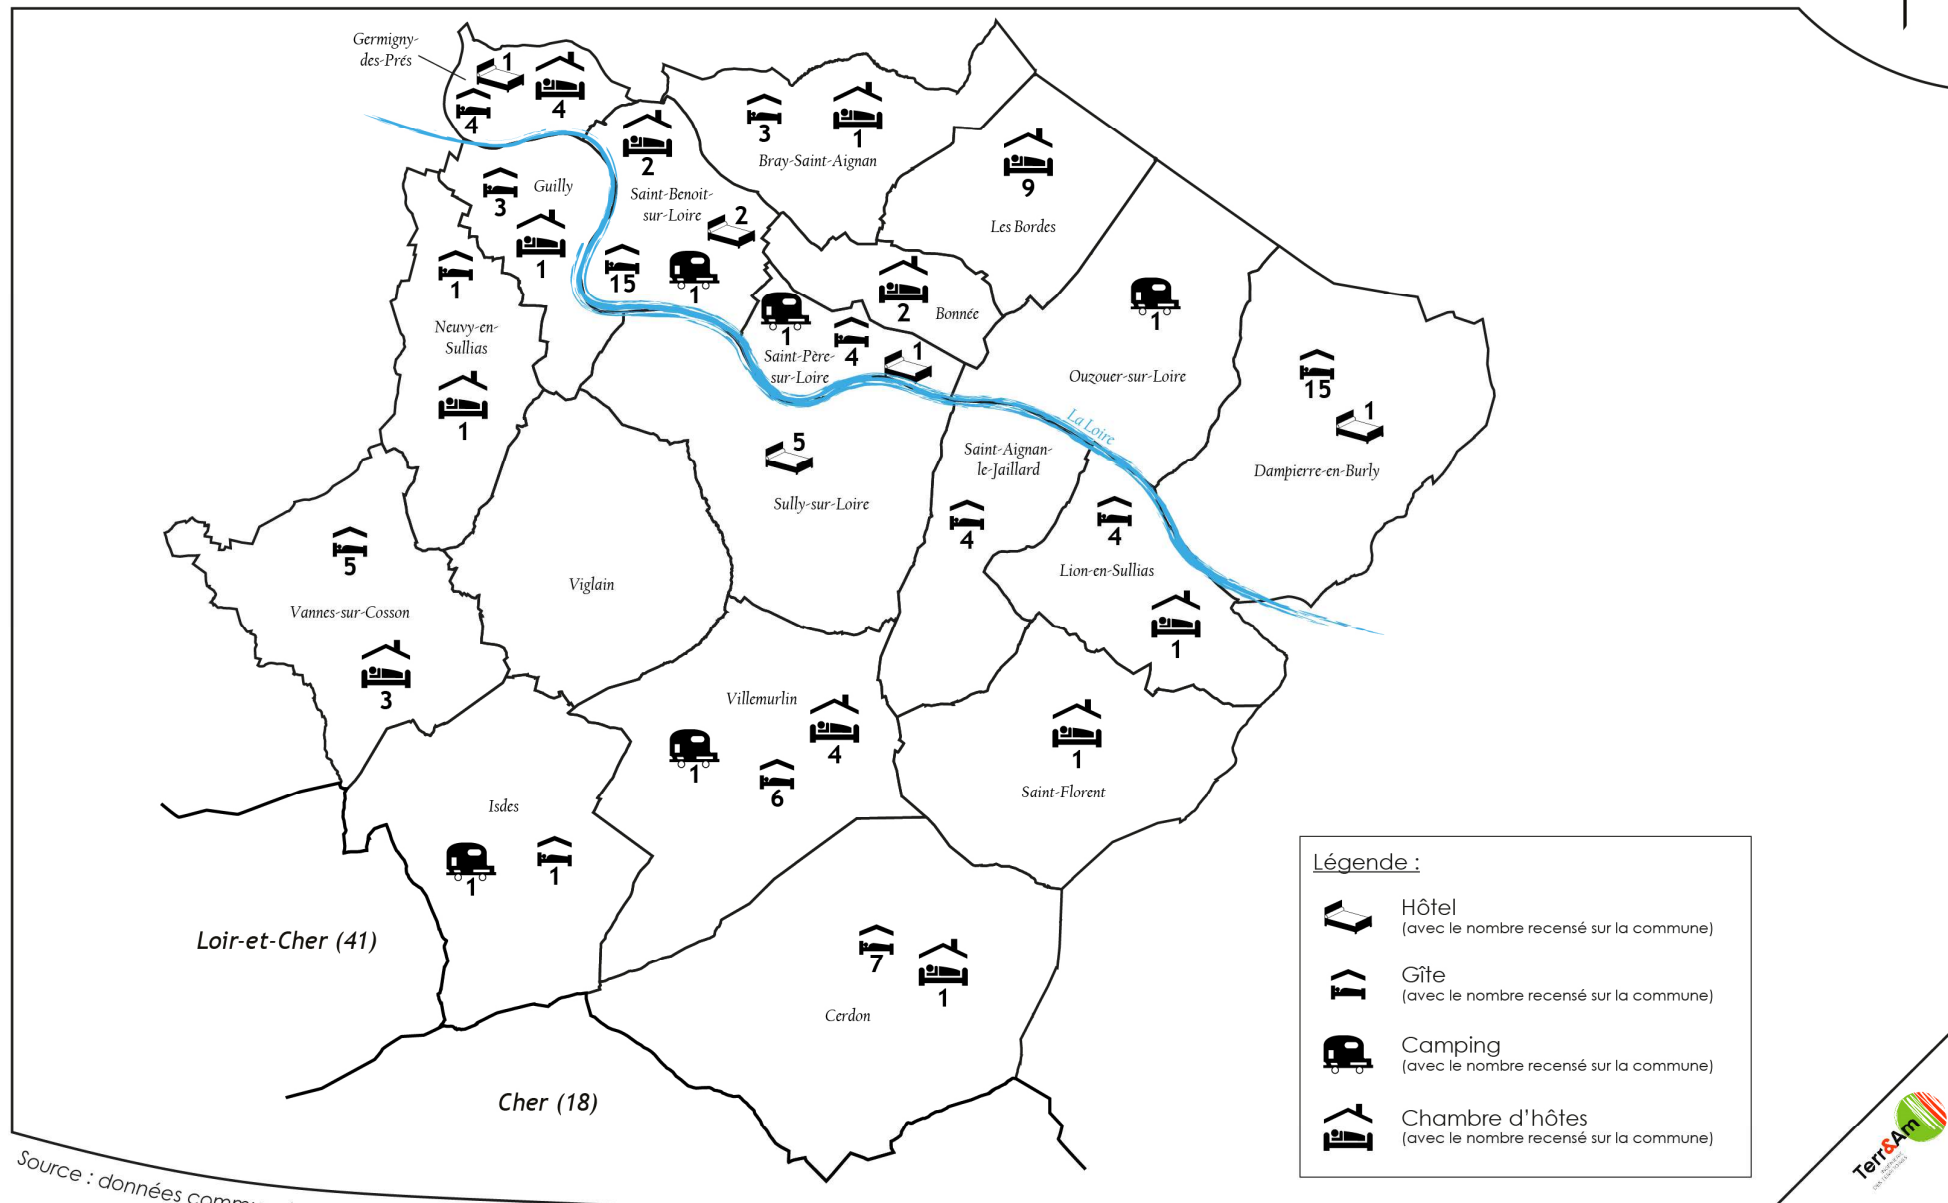 Germigny-
des-Prés
1
4
4
2
3
1
Bray-Saint-Aignan
9
Les Bordes
Guilly
3
1
Saint-Benoit-
sur-Loire
2
15
1
1
Neuvy-en-
Sullias
1
2
Bonnée
1
4
1
Saint-Père-
sur-Loire
1
Ouzouer-sur-Loire
15
1
Dampierre-en-Burly
La Loire
5
Sully-sur-Loire
Saint-Aignan-
le-Jaillard
4
4
Lion-en-Sullias
1
5
Vannes-sur-Cosson
3
Viglain
Villemurlin
4
1
6
1
Saint-Florent
Isdes
1
1
7
1
Cerdon
Loir-et-Cher (41)
Cher (18)
Légende :
Hôtel
(avec le nombre recensé sur la commune)
Gîte
(avec le nombre recensé sur la commune)
Camping
(avec le nombre recensé sur la commune)
Chambre d'hôtes
(avec le nombre recensé sur la commune)
Source : données
Terr&Am